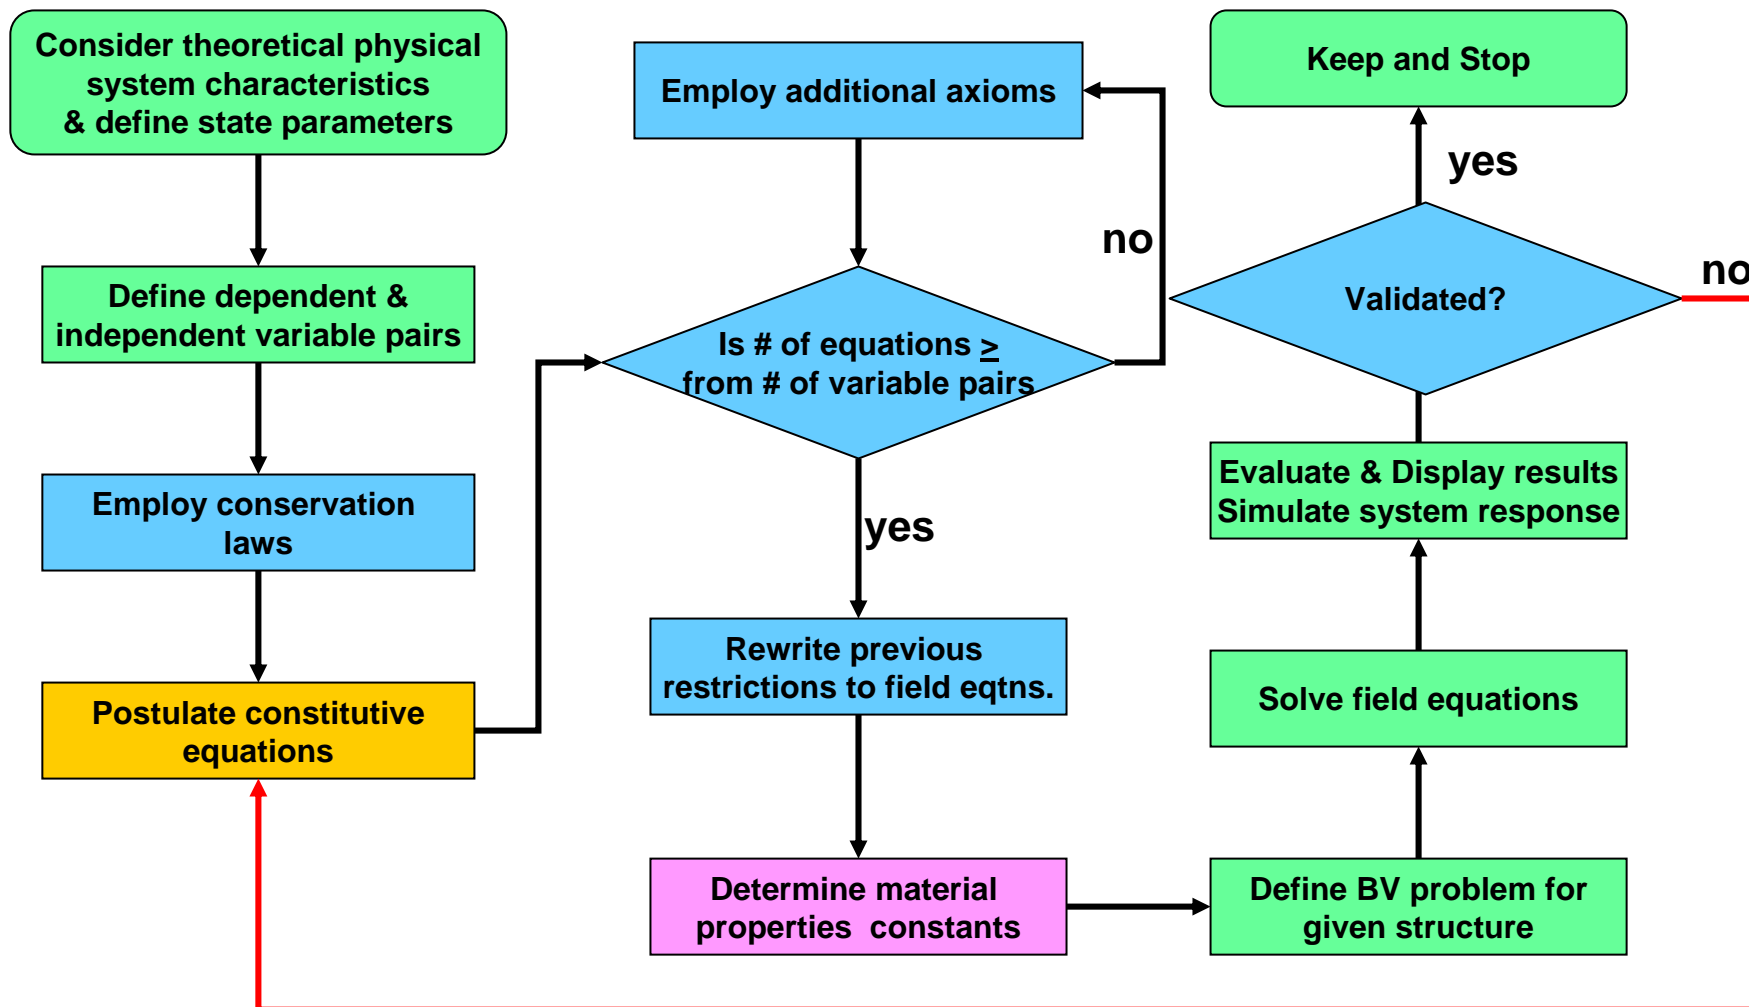 Consider theoretical physical
system characteristics
& define state parameters
Define dependent &
independent variable pairs
Employ conservation
laws
Postulate constitutive
equations
Employ additional axioms
no
Is # of equations ≥
from # of variable pairs
yes
Rewrite previous
restrictions to field eqtns.
Determine material
properties  constants
Keep and Stop
yes
Validated?
no
Evaluate & Display results
Simulate system response
Solve field equations
Define BV problem for
given structure